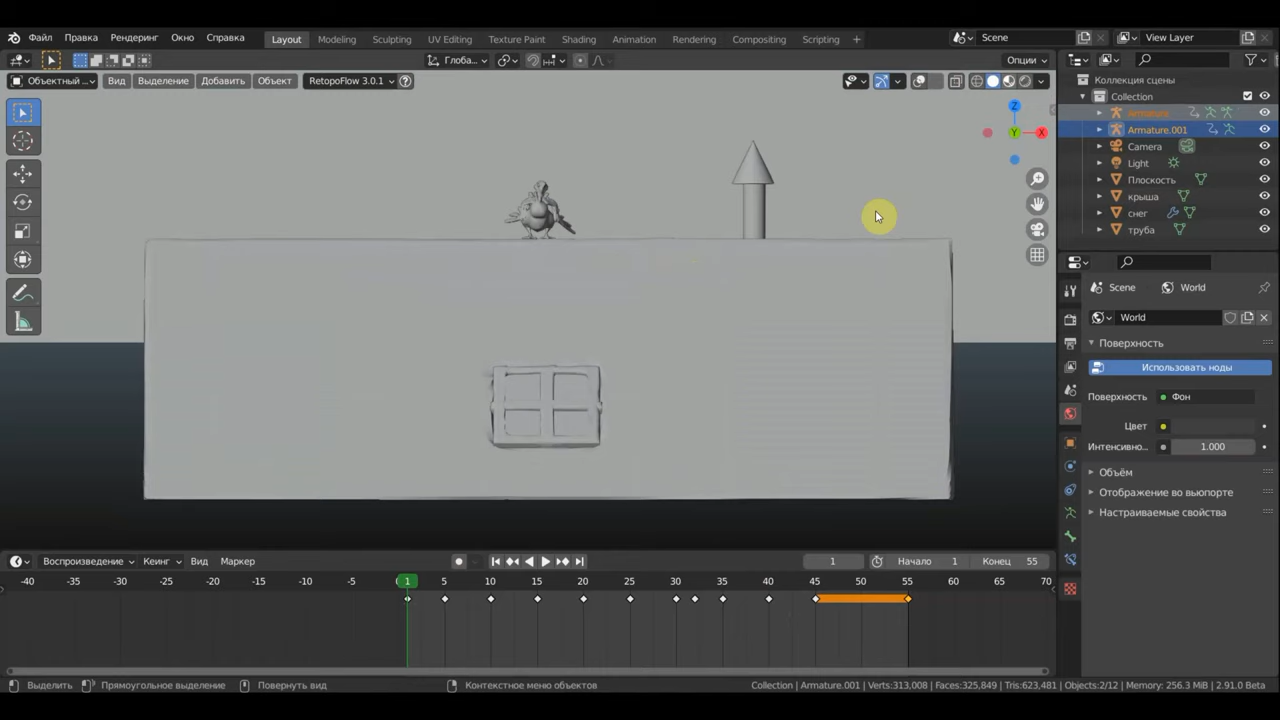 Файл Правка Рендеринг Окно Справка Layout Modeling Sculpting UV Editing Texture Paint Shading Animation Rendering Compositing Scripting + Scene View Layer
Глоба... Опции
Объектный ... Вид Выделение Добавить Объект RetopoFlow 3.0.1 ?
Коллекция сцены
Collection
Armature
Armature.001
Camera
Light
Плоскость
крыша
снег
труба
Z
Y
X
Scene World
World
Поверхность
Использовать ноды
Поверхность Фон
Цвет
Интенсивно... 1.000
Объём
Отображение во вьюпорте
Настраиваемые свойства
Воспроизведение Кеинг Вид Маркер 1 Начало 1 Конец 55
-40 -35 -30 -25 -20 -15 -10 -5 1 5 10 15 20 25 30 35 40 45 50 55 60 65 70
Выделить Прямоугольное выделение Повернуть вид Контекстное меню объектов Collection | Armature.001 | Verts:313,008 | Faces:325,849 | Tris:623,481 | Objects:2/12 | Memory: 256.3 MiB | 2.91.0 Beta